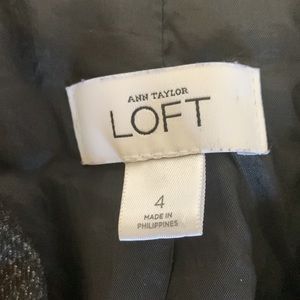 ANN TAYLOR
LOFT
4
MADE IN
PHILIPPINES